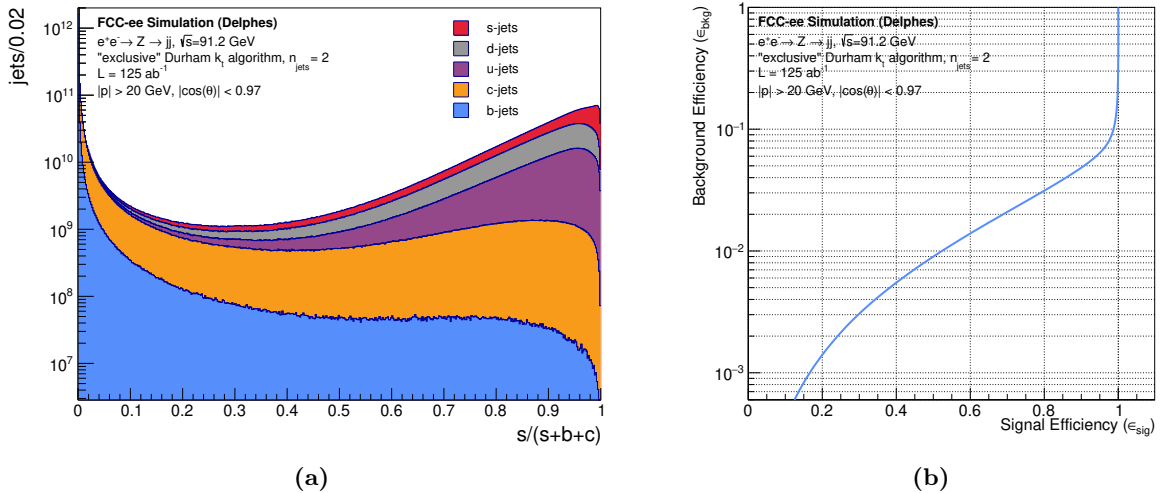 FCC-ee Simulation (Delphes)
e⁺e⁻→ Z → jj, √s=91.2 GeV
"exclusive" Durham kₜ algorithm, n_jets = 2
L = 125 ab⁻¹
|p| > 20 GeV, |cos(θ)| < 0.97
s-jets
d-jets
u-jets
c-jets
b-jets
jets/0.02
10¹²
10¹¹
10¹⁰
10⁹
10⁸
10⁷
0 0.1 0.2 0.3 0.4 0.5 0.6 0.7 0.8 0.9 1
s/(s+b+c)
(a)
FCC-ee Simulation (Delphes)
e⁺e⁻→ Z → jj, √s=91.2 GeV
"exclusive" Durham kₜ algorithm, n_jets = 2
L = 125 ab⁻¹
|p| > 20 GeV, |cos(θ)| < 0.97
Background Efficiency (ϵ_bkg)
1
10⁻¹
10⁻²
10⁻³
0 0.2 0.4 0.6 0.8 1
Signal Efficiency (ϵ_sig)
(b)